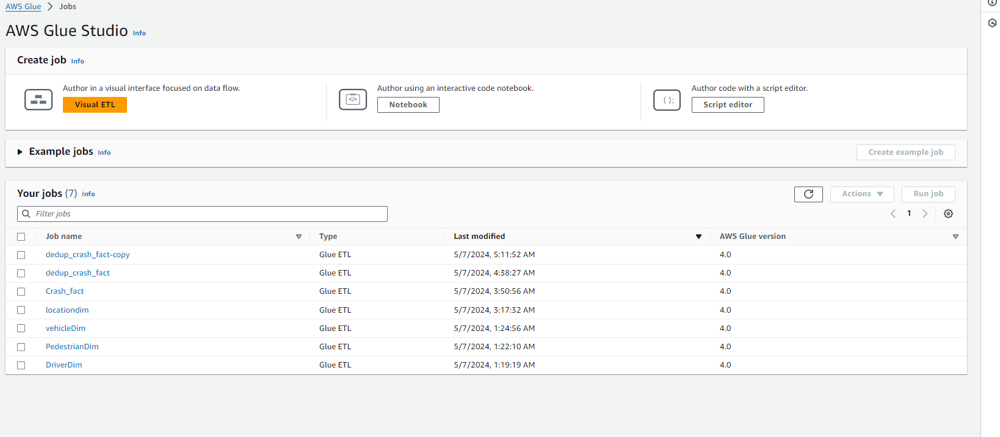 AWS Glue > Jobs
AWS Glue Studio Info
Create job Info
Author in a visual interface focused on data flow.
Visual ETL
Author using an interactive code notebook.
Notebook
Author code with a script editor.
Script editor
Example jobs Info
Create example job
Your jobs (7) Info
Actions
Run job
Filter jobs
1
Job name Type Last modified AWS Glue version
dedup_crash_fact-copy Glue ETL 5/7/2024, 5:11:52 AM 4.0
dedup_crash_fact Glue ETL 5/7/2024, 4:38:27 AM 4.0
Crash_fact Glue ETL 5/7/2024, 3:50:56 AM 4.0
locationdim Glue ETL 5/7/2024, 3:17:32 AM 4.0
vehicleDim Glue ETL 5/7/2024, 1:24:56 AM 4.0
PedestrianDim Glue ETL 5/7/2024, 1:22:10 AM 4.0
DriverDim Glue ETL 5/7/2024, 1:19:19 AM 4.0